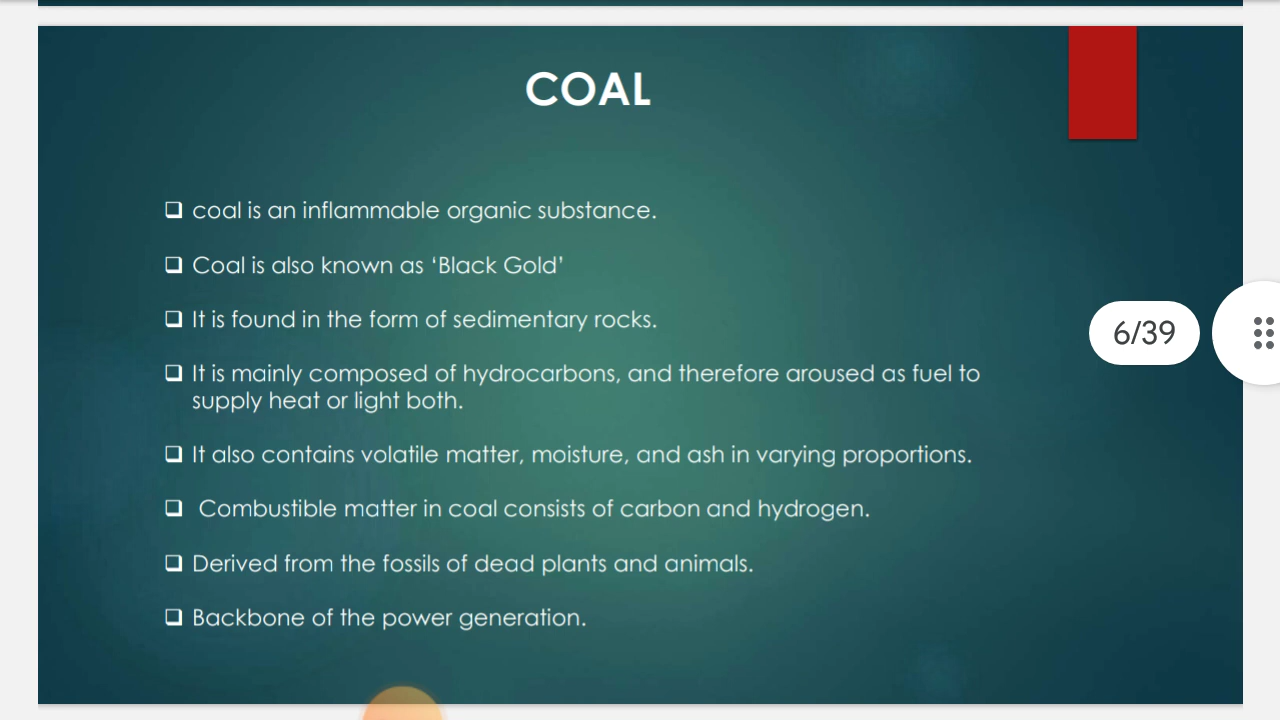 COAL
coal is an inflammable organic substance.
Coal is also known as ‘Black Gold’
It is found in the form of sedimentary rocks.
It is mainly composed of hydrocarbons, and therefore aroused as fuel to
supply heat or light both.
It also contains volatile matter, moisture, and ash in varying proportions.
Combustible matter in coal consists of carbon and hydrogen.
Derived from the fossils of dead plants and animals.
Backbone of the power generation.
6/39